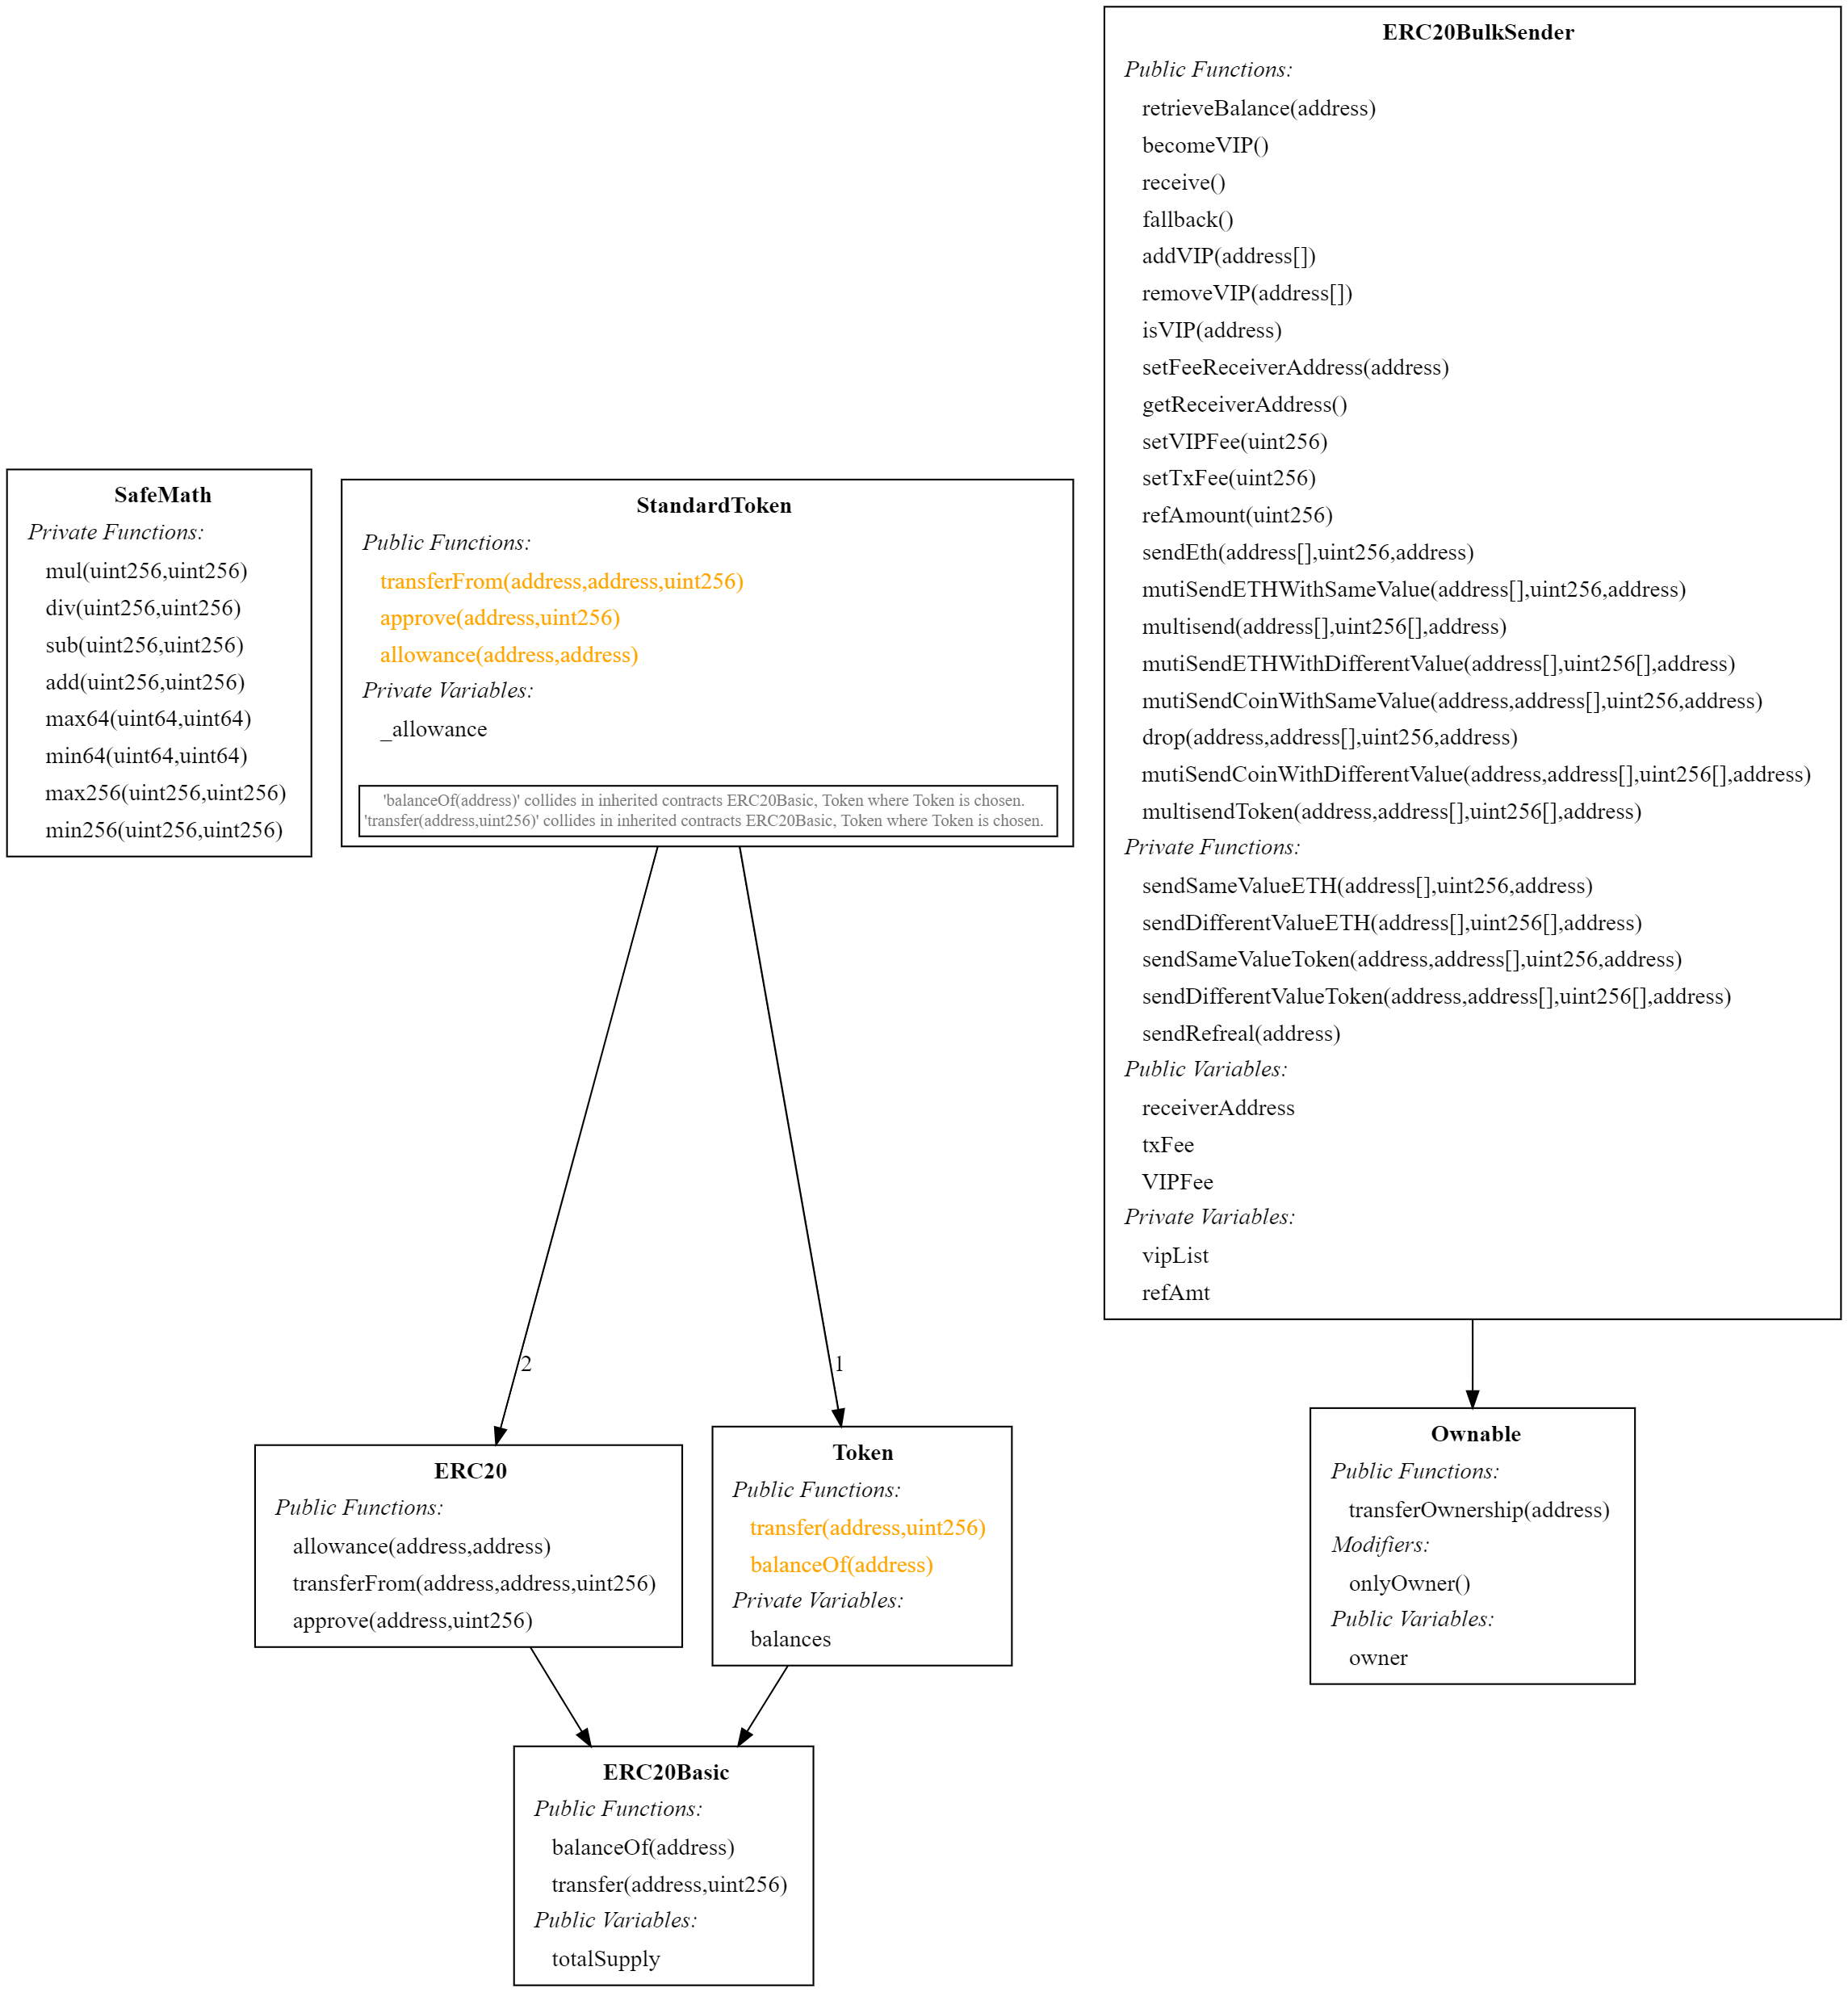 SafeMath
Private Functions:
mul(uint256,uint256)
div(uint256,uint256)
sub(uint256,uint256)
add(uint256,uint256)
max64(uint64,uint64)
min64(uint64,uint64)
max256(uint256,uint256)
min256(uint256,uint256)
StandardToken
Public Functions:
transferFrom(address,address,uint256)
approve(address,uint256)
allowance(address,address)
Private Variables:
_allowance
'balanceOf(address)' collides in inherited contracts ERC20Basic, Token where Token is chosen.
'transfer(address,uint256)' collides in inherited contracts ERC20Basic, Token where Token is chosen.
2
1
ERC20
Public Functions:
allowance(address,address)
transferFrom(address,address,uint256)
approve(address,uint256)
Token
Public Functions:
transfer(address,uint256)
balanceOf(address)
Private Variables:
balances
ERC20Basic
Public Functions:
balanceOf(address)
transfer(address,uint256)
Public Variables:
totalSupply
ERC20BulkSender
Public Functions:
retrieveBalance(address)
becomeVIP()
receive()
fallback()
addVIP(address[])
removeVIP(address[])
isVIP(address)
setFeeReceiverAddress(address)
getReceiverAddress()
setVIPFee(uint256)
setTxFee(uint256)
refAmount(uint256)
sendEth(address[],uint256,address)
mutiSendETHWithSameValue(address[],uint256,address)
multisend(address[],uint256[],address)
mutiSendETHWithDifferentValue(address[],uint256[],address)
mutiSendCoinWithSameValue(address,address[],uint256,address)
drop(address,address[],uint256,address)
mutiSendCoinWithDifferentValue(address,address[],uint256[],address)
multisendToken(address,address[],uint256[],address)
Private Functions:
sendSameValueETH(address[],uint256,address)
sendDifferentValueETH(address[],uint256[],address)
sendSameValueToken(address,address[],uint256,address)
sendDifferentValueToken(address,address[],uint256[],address)
sendRefreal(address)
Public Variables:
receiverAddress
txFee
VIPFee
Private Variables:
vipList
refAmt
Ownable
Public Functions:
transferOwnership(address)
Modifiers:
onlyOwner()
Public Variables:
owner